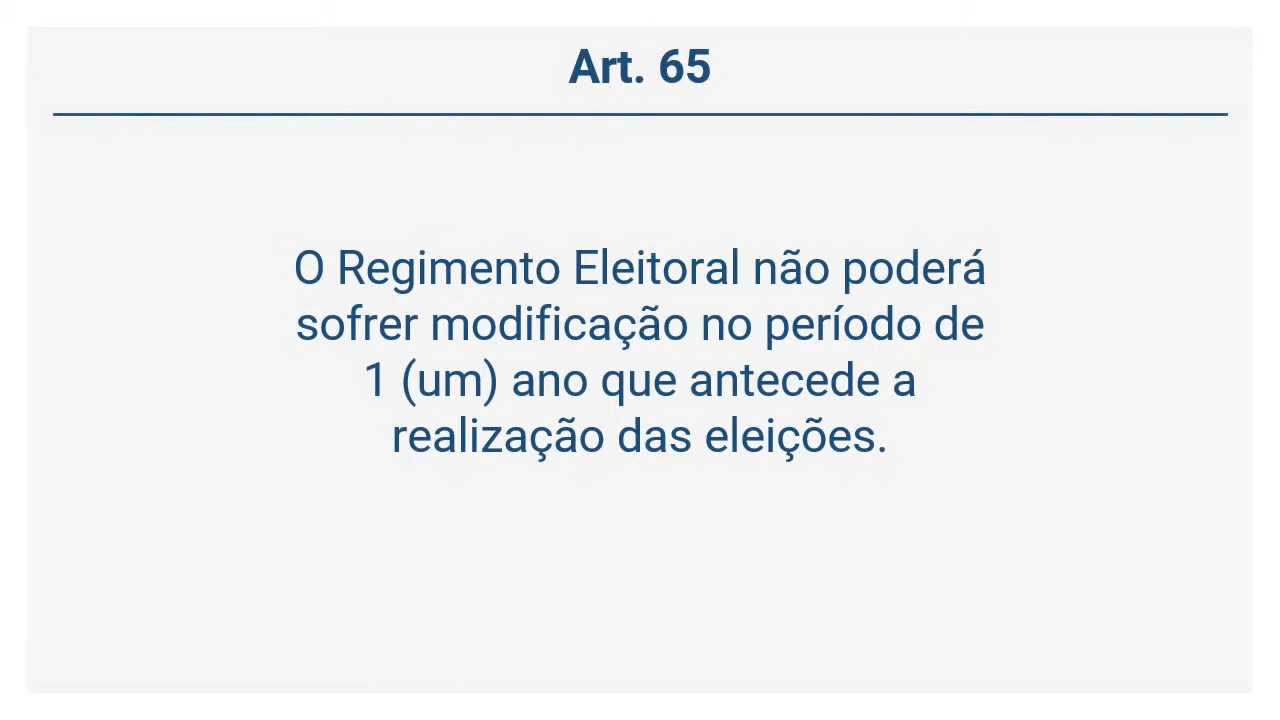 Art. 65
O Regimento Eleitoral não poderá
sofrer modificação no período de
1 (um) ano que antecede a
realização das eleições.